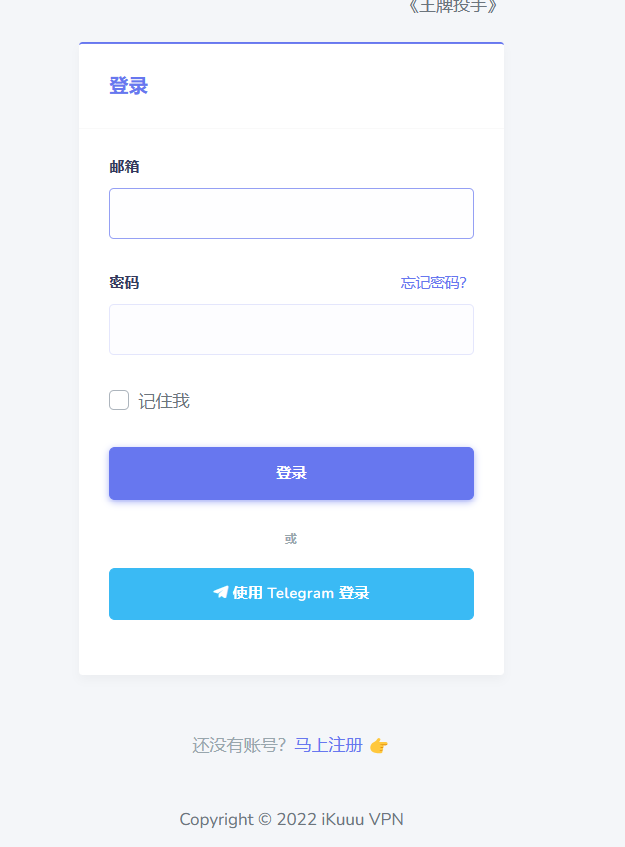 《王牌投手》
登录
邮箱
密码 忘记密码?
记住我
登录
或
使用 Telegram 登录
还没有账号? 马上注册 👉
Copyright © 2022 iKuuu VPN